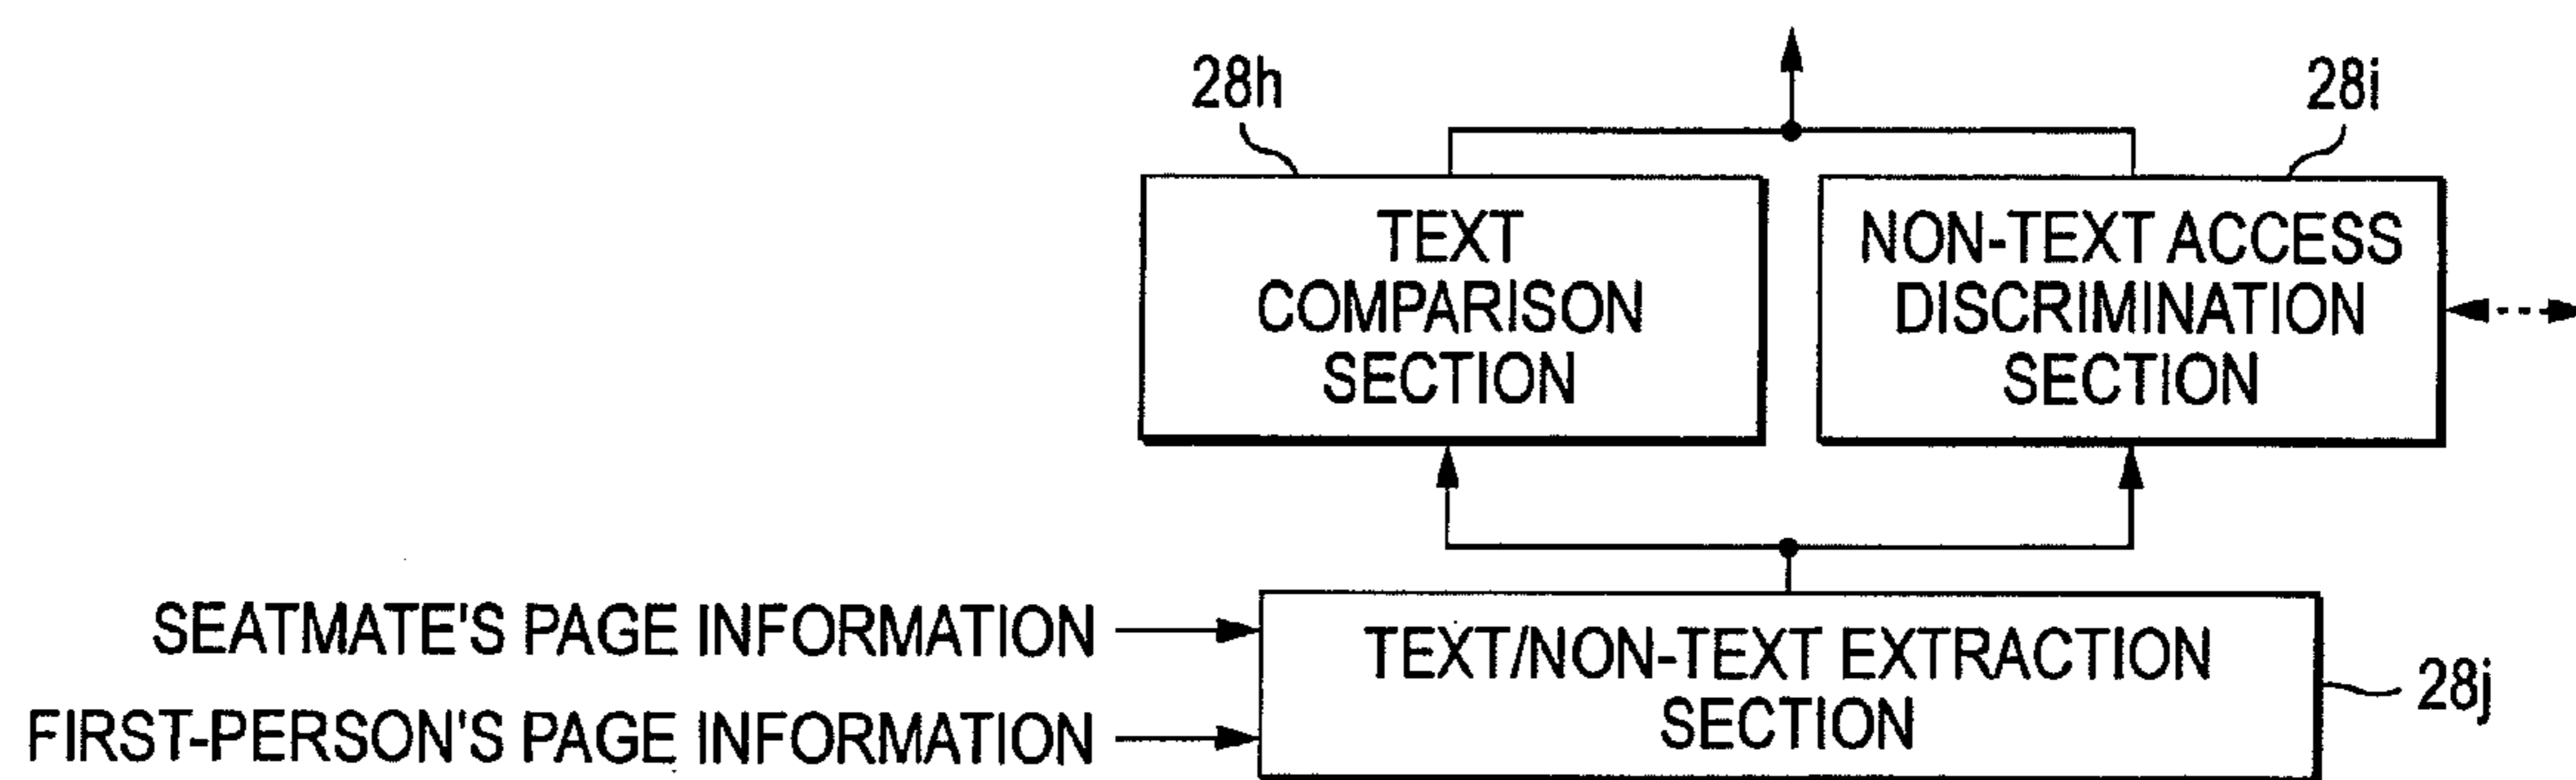 28h
28i
TEXT
COMPARISON
SECTION
NON-TEXT ACCESS
DISCRIMINATION
SECTION
SEATMATE'S PAGE INFORMATION
FIRST-PERSON'S PAGE INFORMATION
TEXT/NON-TEXT EXTRACTION
SECTION
28j